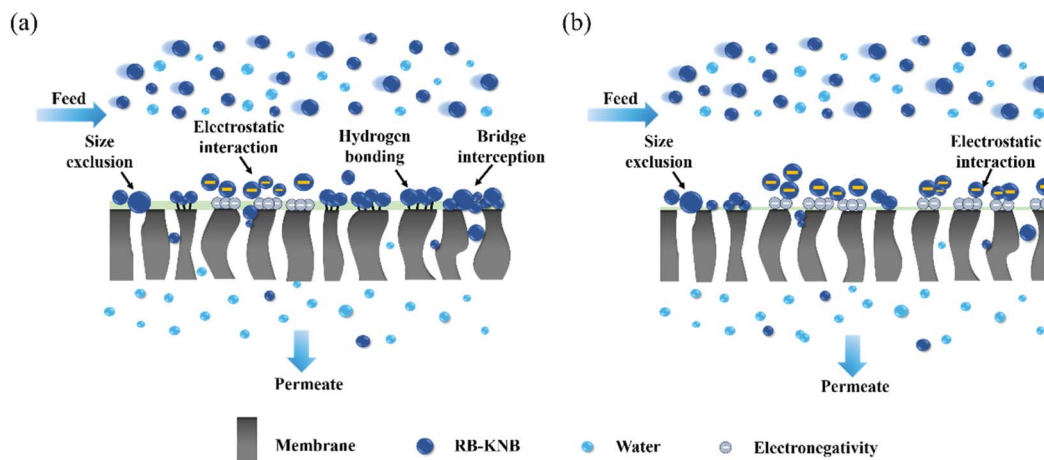 (a)
Feed
Size
exclusion
Electrostatic
interaction
Hydrogen
bonding
Bridge
interception
Permeate
(b)
Feed
Size
exclusion
Electrostatic
interaction
Permeate
Membrane
RB-KNB
Water
Electronegativity